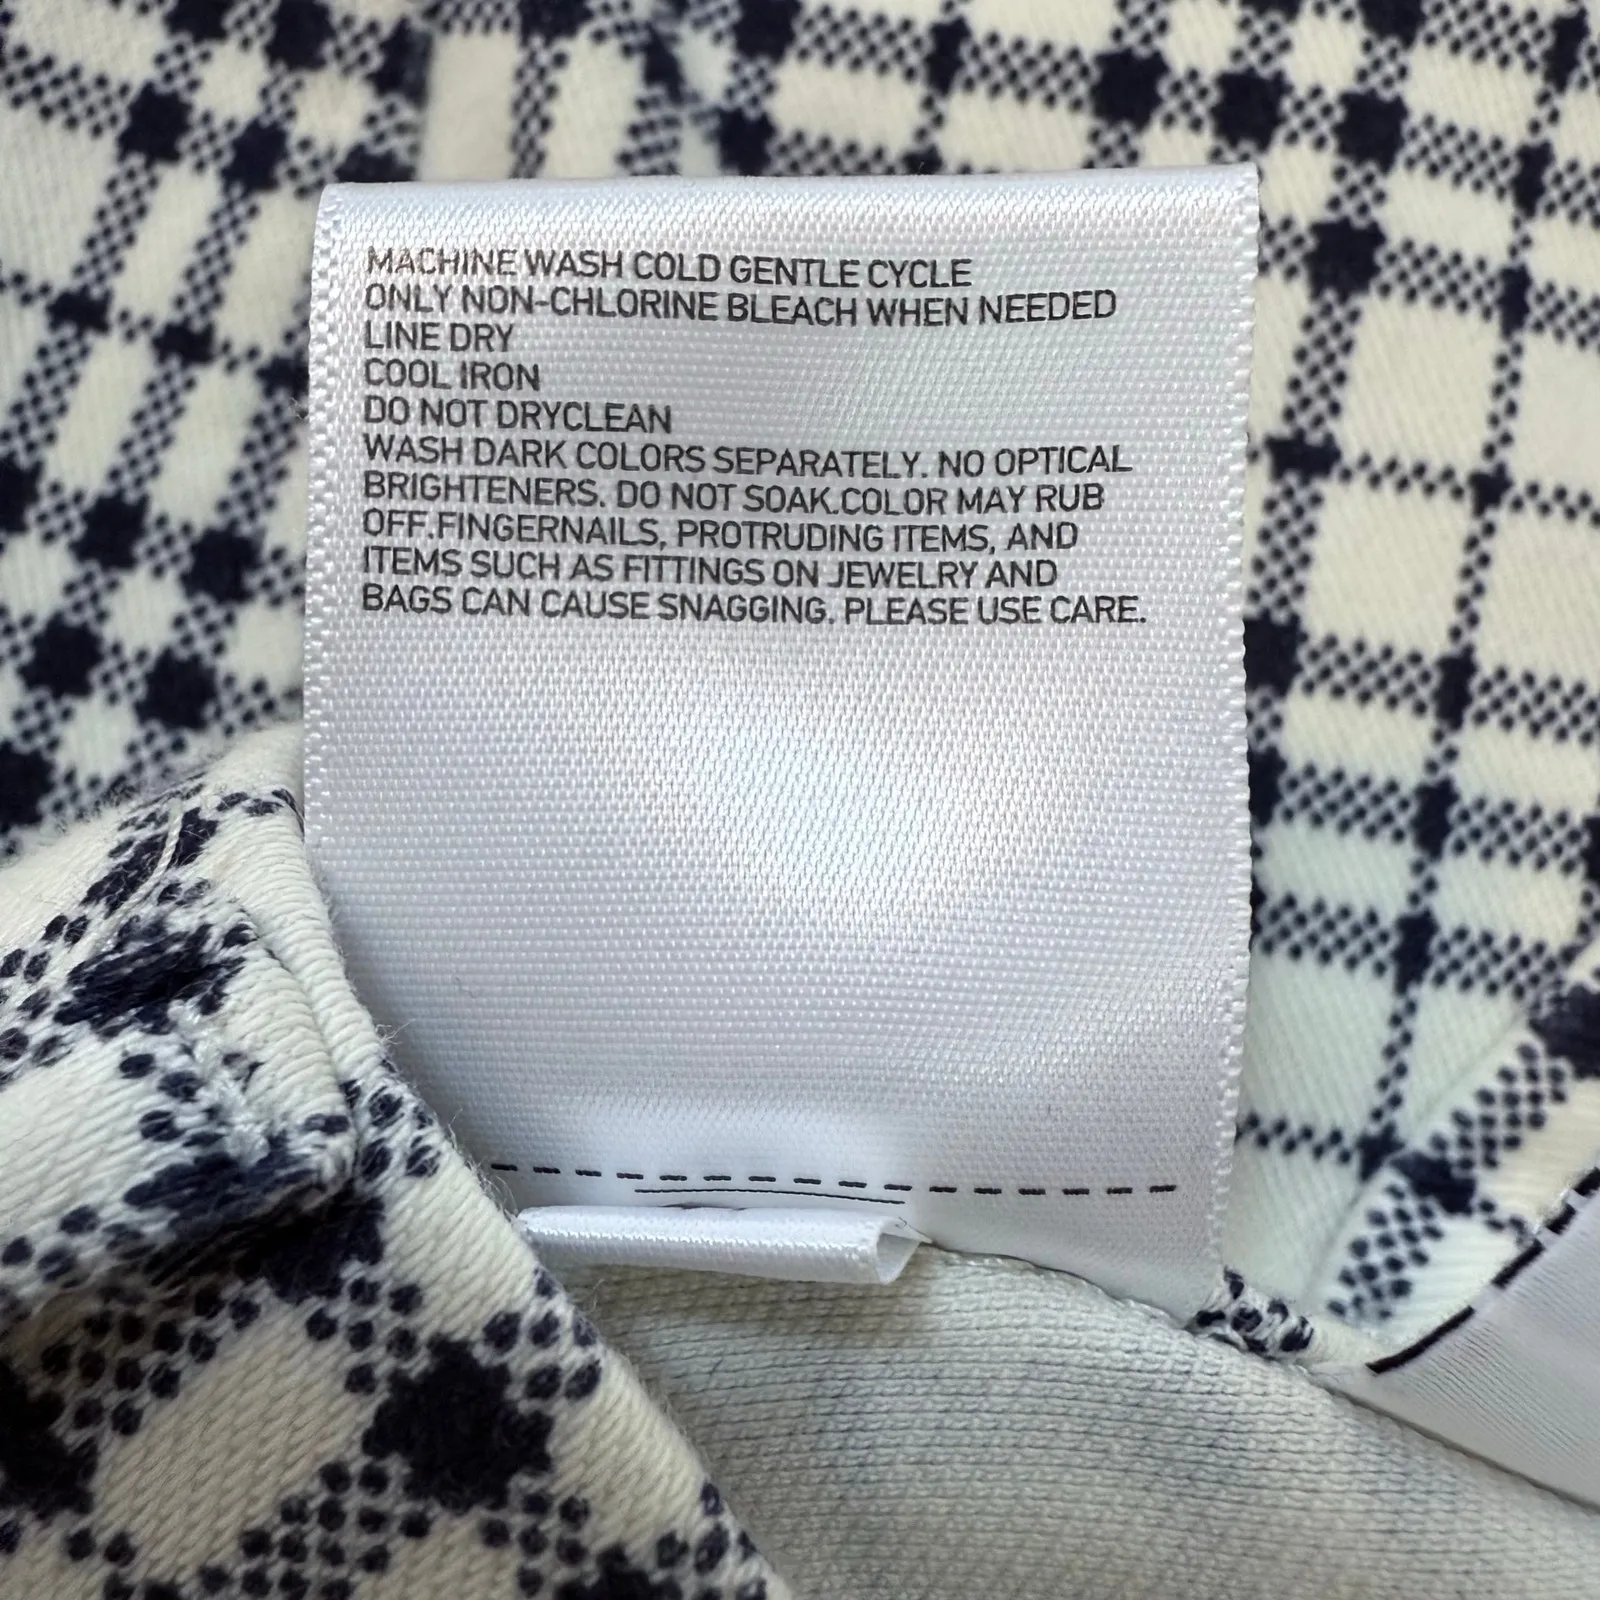 MACHINE WASH COLD GENTLE CYCLE
ONLY NON-CHLORINE BLEACH WHEN NEEDED
LINE DRY
COOL IRON
DO NOT DRYCLEAN
WASH DARK COLORS SEPARATELY. NO OPTICAL
BRIGHTENERS. DO NOT SOAK.COLOR MAY RUB
OFF.FINGERNAILS, PROTRUDING ITEMS, AND
ITEMS SUCH AS FITTINGS ON JEWELRY AND
BAGS CAN CAUSE SNAGGING. PLEASE USE CARE.